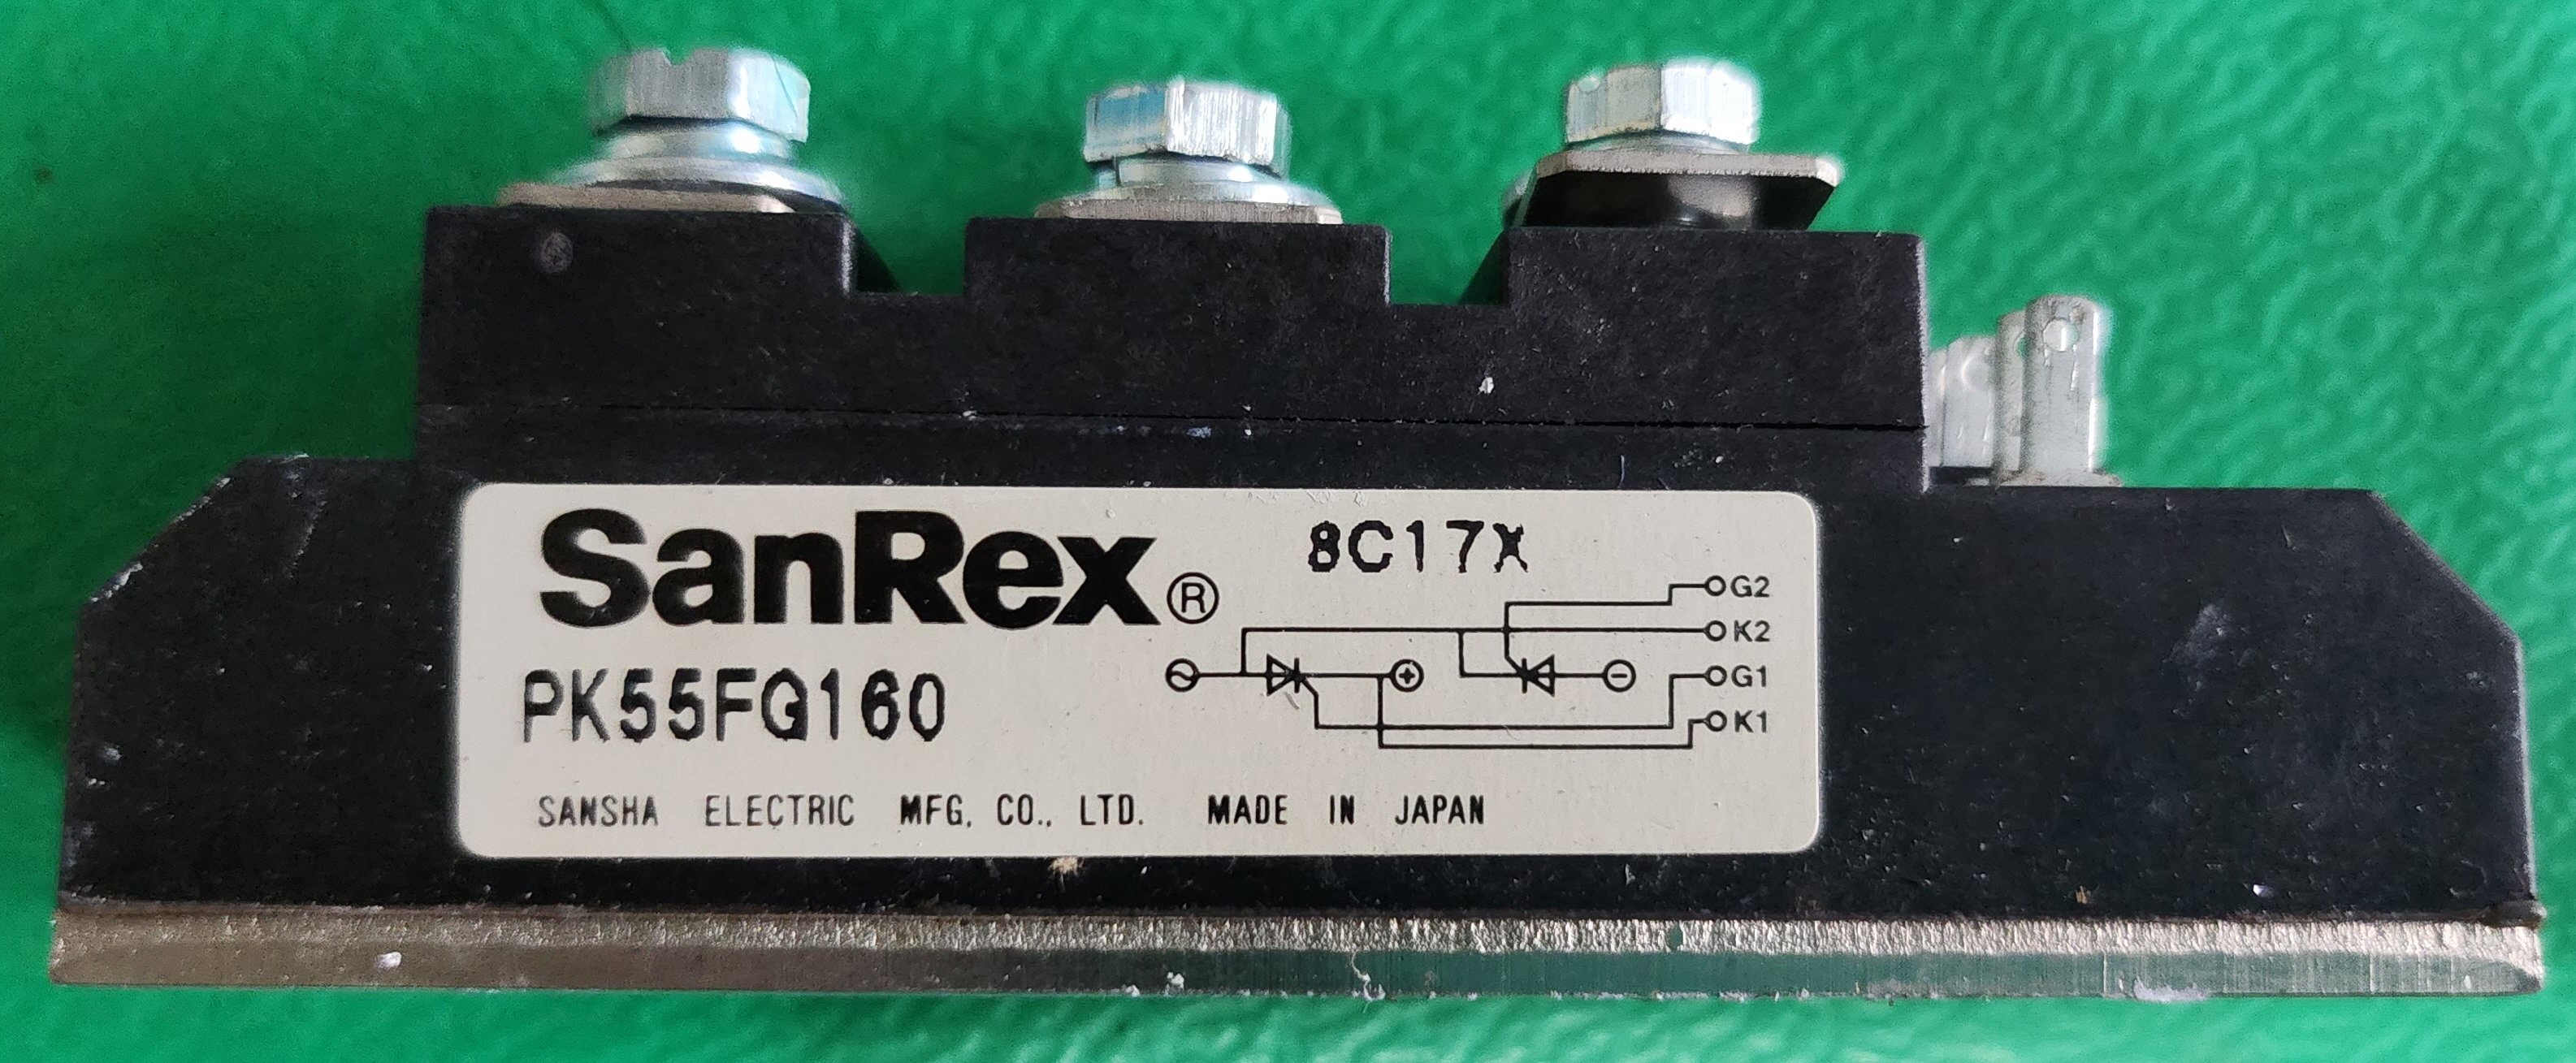 SanRex® 8C17X
G2
K2
PK55FG160
~ + -
G1
K1
SANSHA ELECTRIC MFG. CO., LTD. MADE IN JAPAN